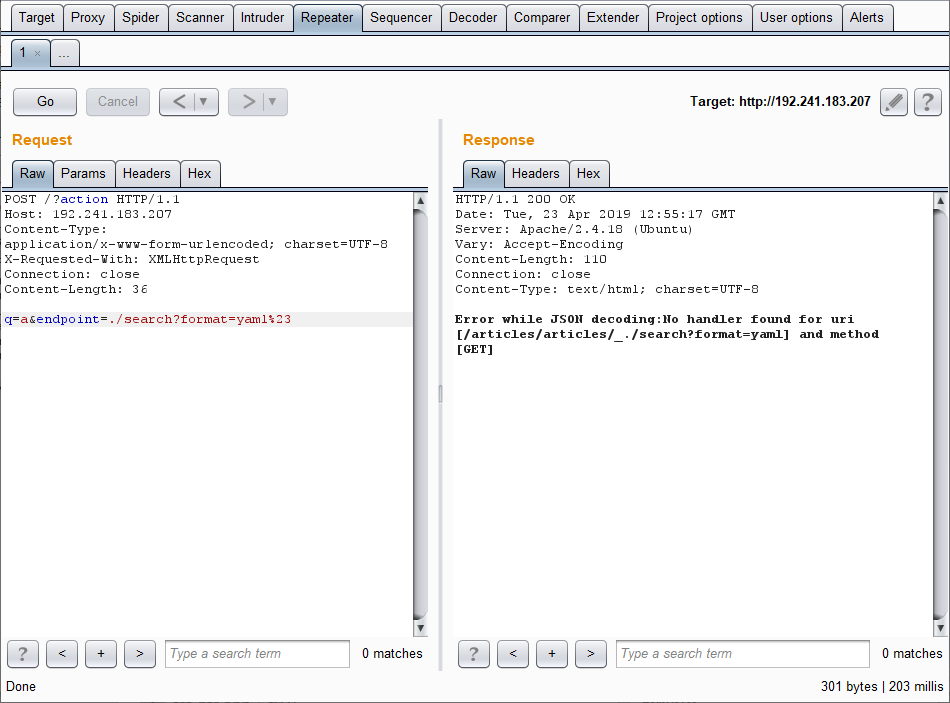 Target Proxy Spider Scanner Intruder Repeater Sequencer Decoder Comparer Extender Project options User options Alerts
1 × ...
Go Cancel < ▼ > ▼ Target: http://192.241.183.207 ?
Request
Raw Params Headers Hex
POST /?action HTTP/1.1
Host: 192.241.183.207
Content-Type:
application/x-www-form-urlencoded; charset=UTF-8
X-Requested-With: XMLHttpRequest
Connection: close
Content-Length: 36
q=a&endpoint=./search?format=yaml%23
? < + > Type a search term 0 matches
Response
Raw Headers Hex
HTTP/1.1 200 OK
Date: Tue, 23 Apr 2019 12:55:17 GMT
Server: Apache/2.4.18 (Ubuntu)
Vary: Accept-Encoding
Content-Length: 110
Connection: close
Content-Type: text/html; charset=UTF-8
Error while JSON decoding:No handler found for uri
[/articles/articles/_./search?format=yaml] and method
[GET]
? < + > Type a search term 0 matches
Done 301 bytes | 203 millis